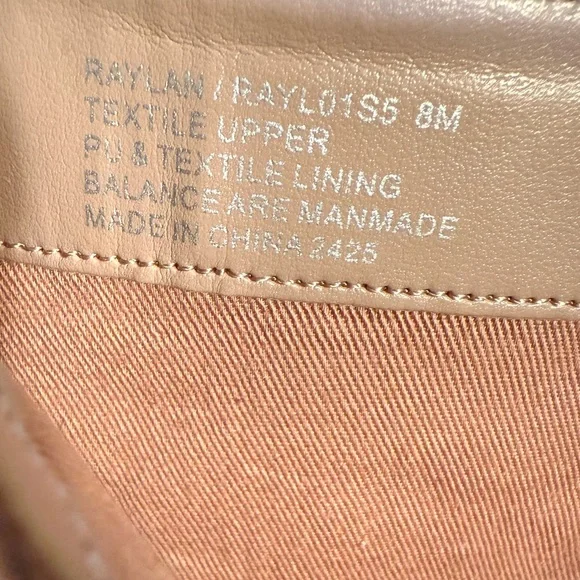 RAYLAN / RAYL01S5 8M
TEXTILE UPPER
PU & TEXTILE LINING
BALANCE ARE MANMADE
MADE IN CHINA 2425